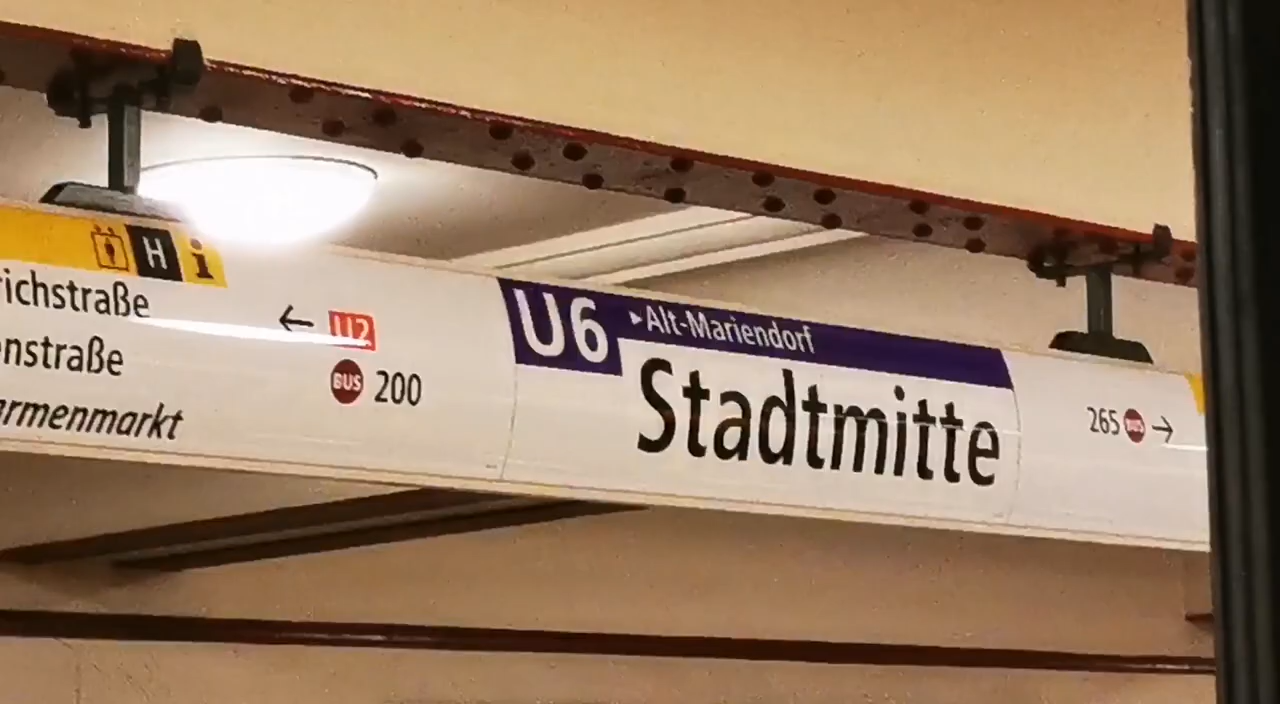 H i
richstraße
nstraße
armenmarkt
← U2
BUS 200
U6 ▸Alt-Mariendorf
Stadtmitte
265 BUS →